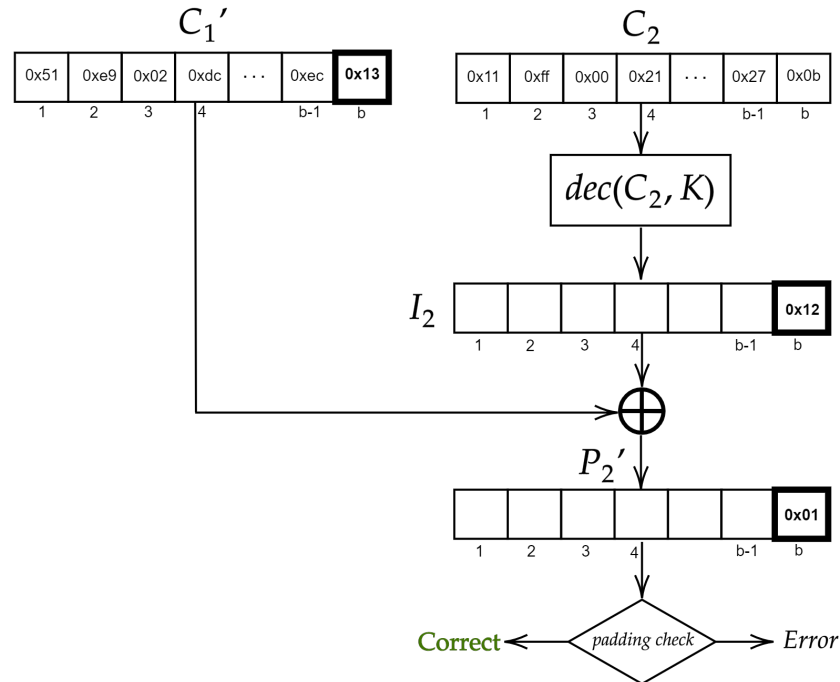 C₁′
0x51 0xe9 0x02 0xdc ... 0xec 0x13
1 2 3 4 b-1 b
C₂
0x11 0xff 0x00 0x21 ... 0x27 0x0b
1 2 3 4 b-1 b
dec(C₂, K)
I₂
0x12
1 2 3 4 b-1 b
P₂′
0x01
1 2 3 4 b-1 b
Correct
padding check
Error